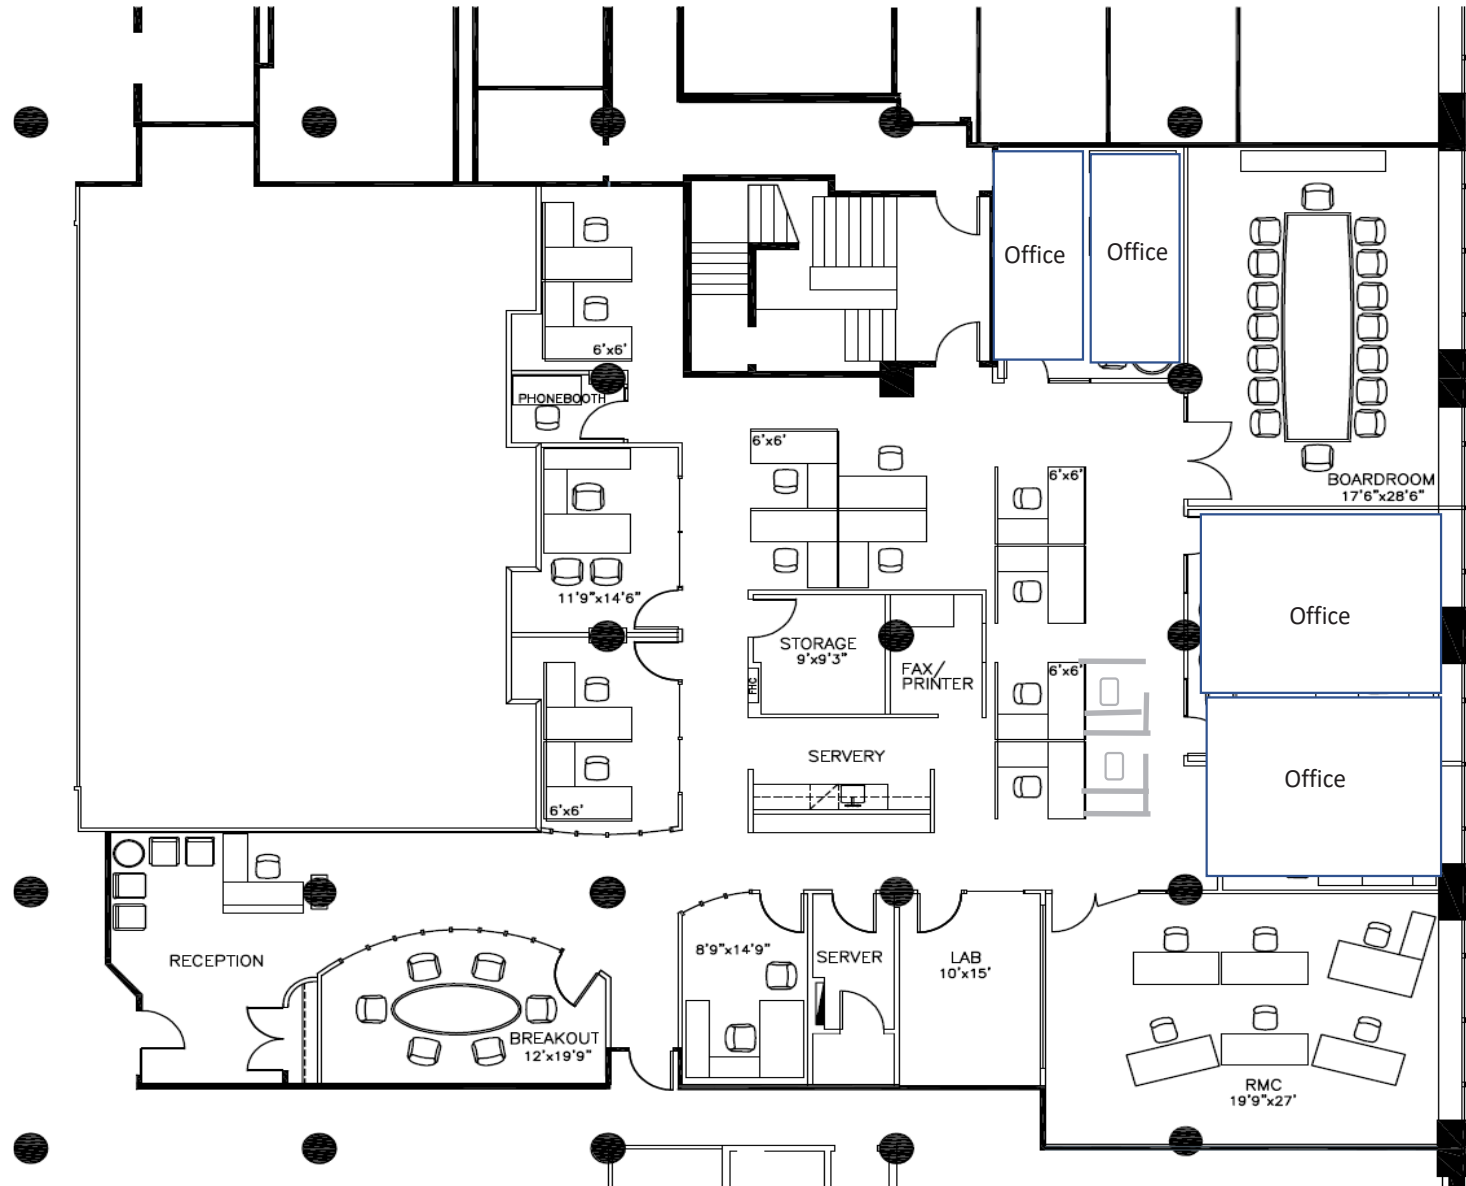 Office
Office
6'x6'
PHONEBOOTH
6'x6'
6'x6'
BOARDROOM
17'6"x28'6"
11'9"x14'6"
Office
STORAGE
9'x9'3"
FAX/
PRINTER
6'x6'
FHC
SERVERY
Office
6'x6'
RECEPTION
8'9"x14'9"
SERVER
LAB
10'x15'
BREAKOUT
12'x19'9"
RMC
19'9"x27'